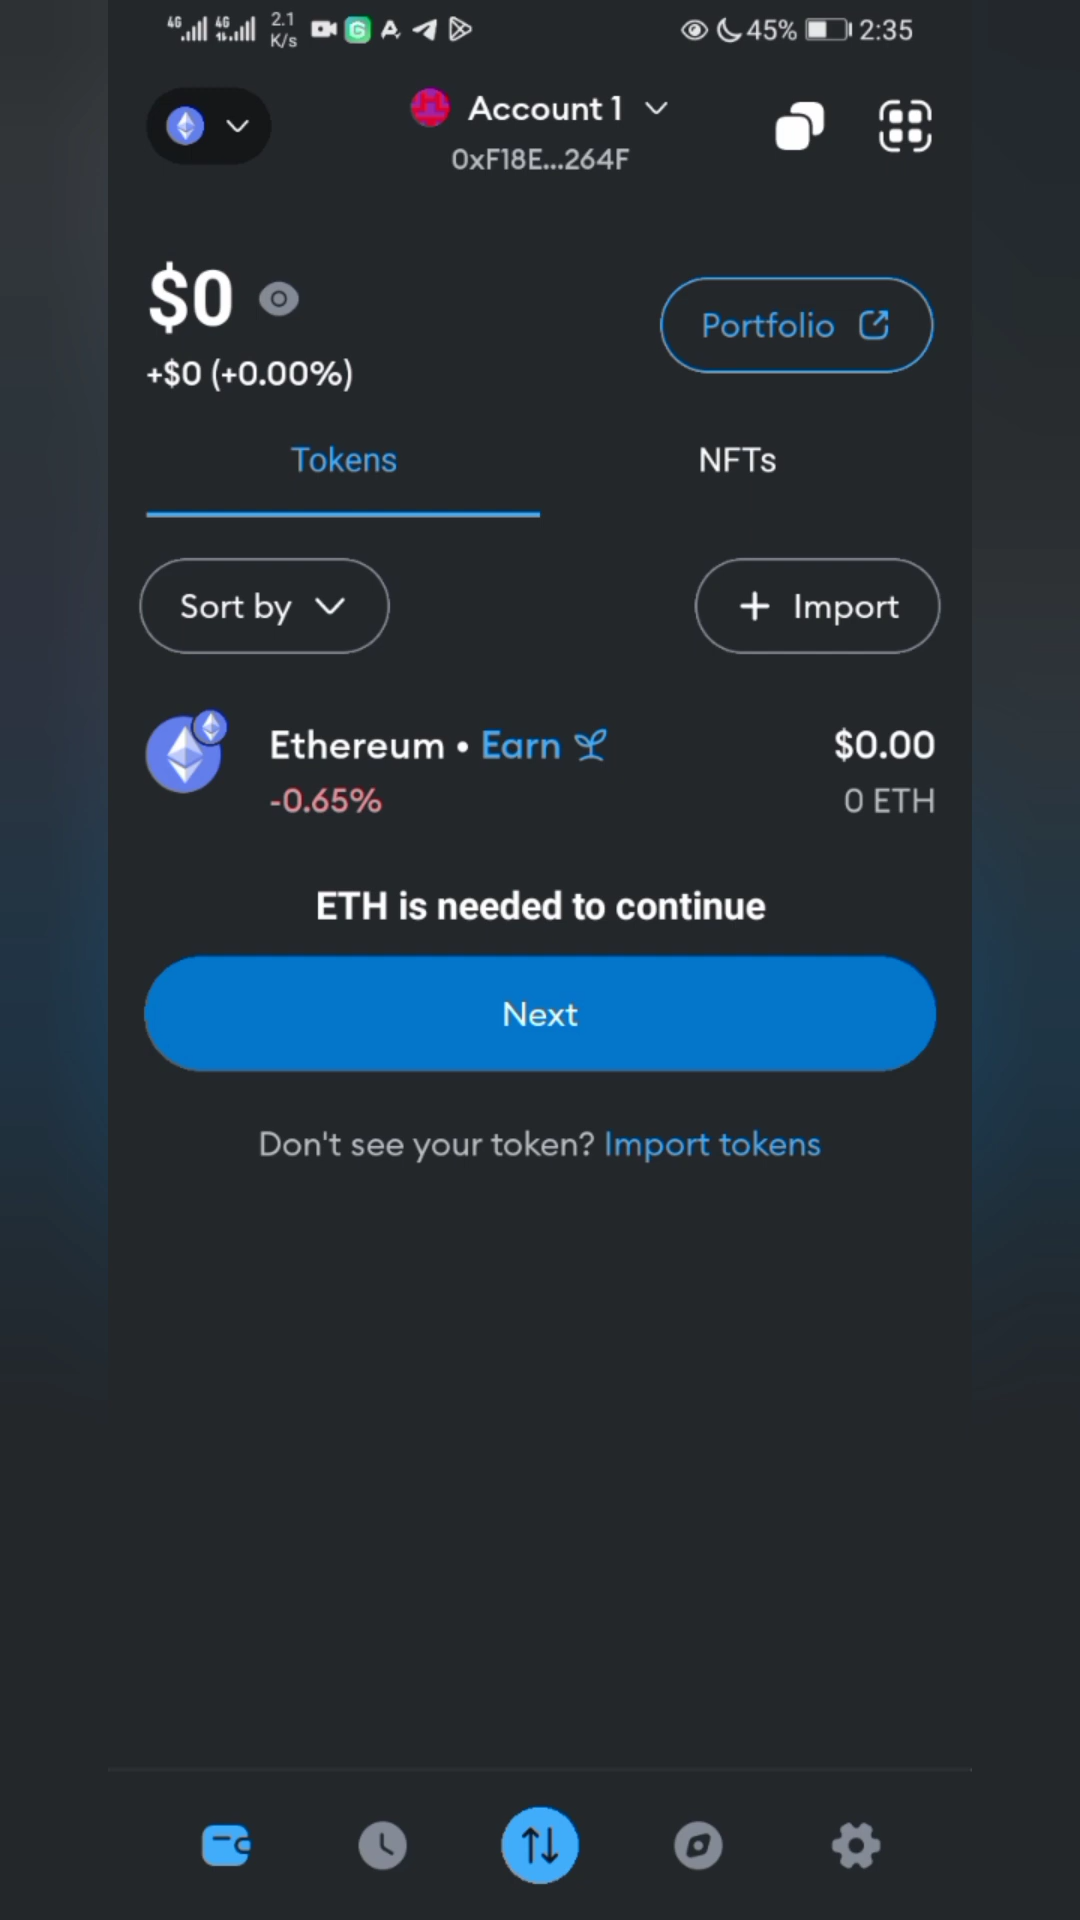 4G 4G 2.1 K/s 45% 2:35
Account 1
0xF18E...264F
$0
+$0 (+0.00%)
Portfolio
Tokens
NFTs
Sort by
+ Import
Ethereum • Earn
$0.00
-0.65%
0 ETH
ETH is needed to continue
Next
Don't see your token? Import tokens